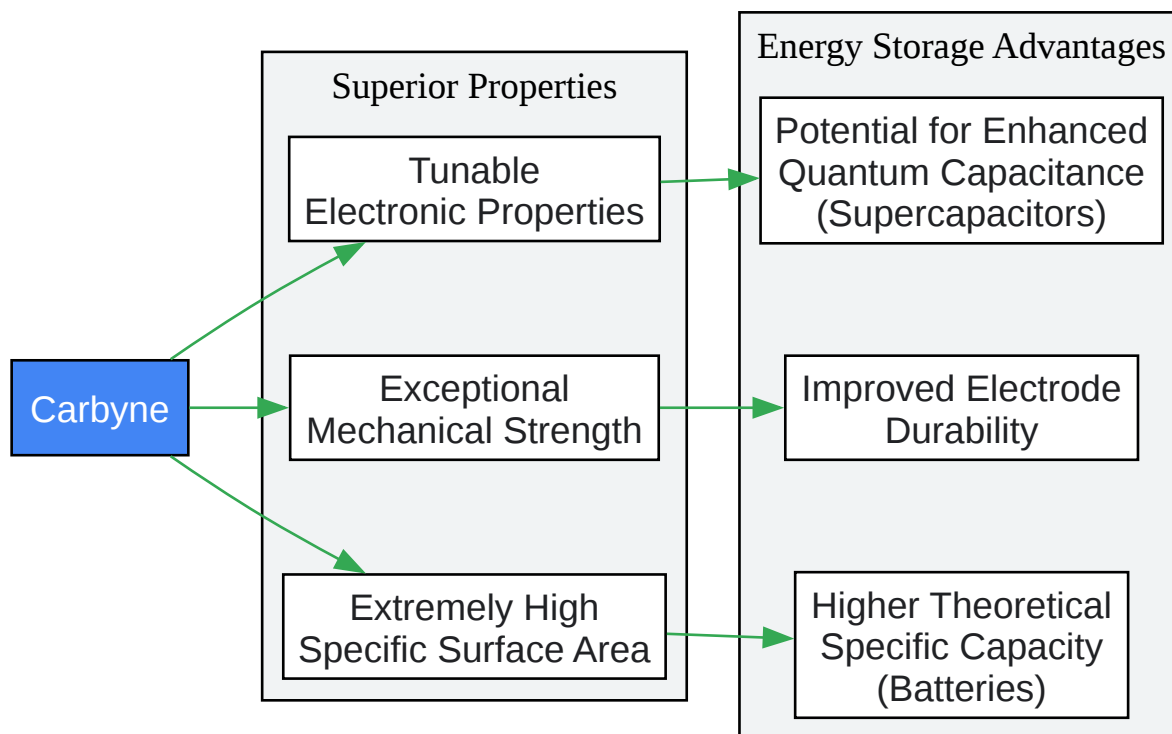 Carbyne
Superior Properties
Tunable
Electronic Properties
Exceptional
Mechanical Strength
Extremely High
Specific Surface Area
Energy Storage Advantages
Potential for Enhanced
Quantum Capacitance
(Supercapacitors)
Improved Electrode
Durability
Higher Theoretical
Specific Capacity
(Batteries)